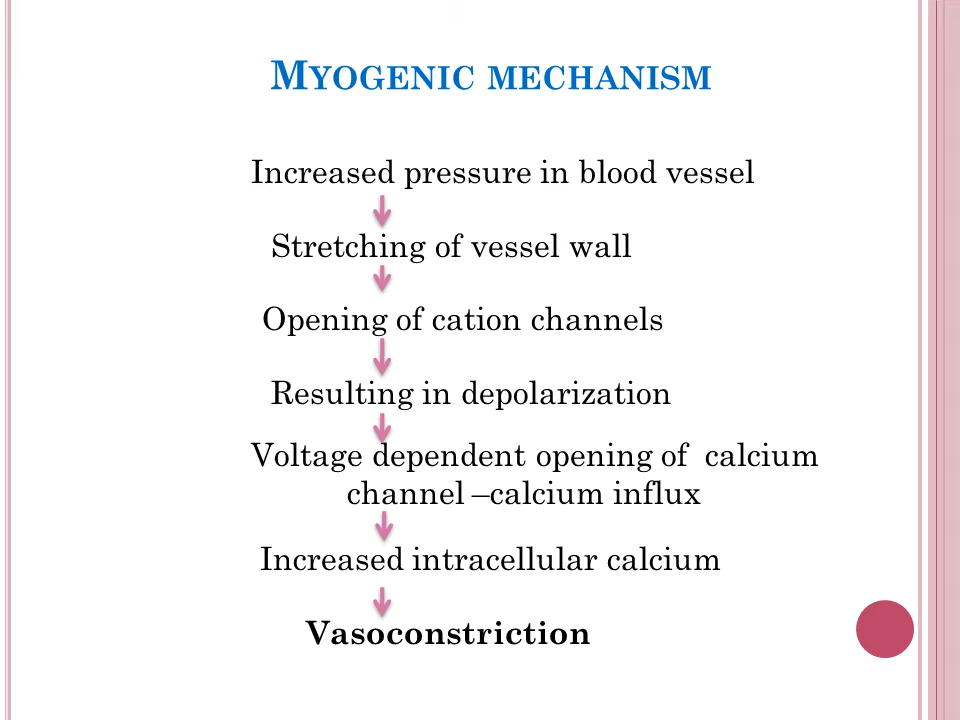 Myogenic mechanism
Increased pressure in blood vessel
Stretching of vessel wall
Opening of cation channels
Resulting in depolarization
Voltage dependent opening of  calcium
channel –calcium influx
Increased intracellular calcium
Vasoconstriction